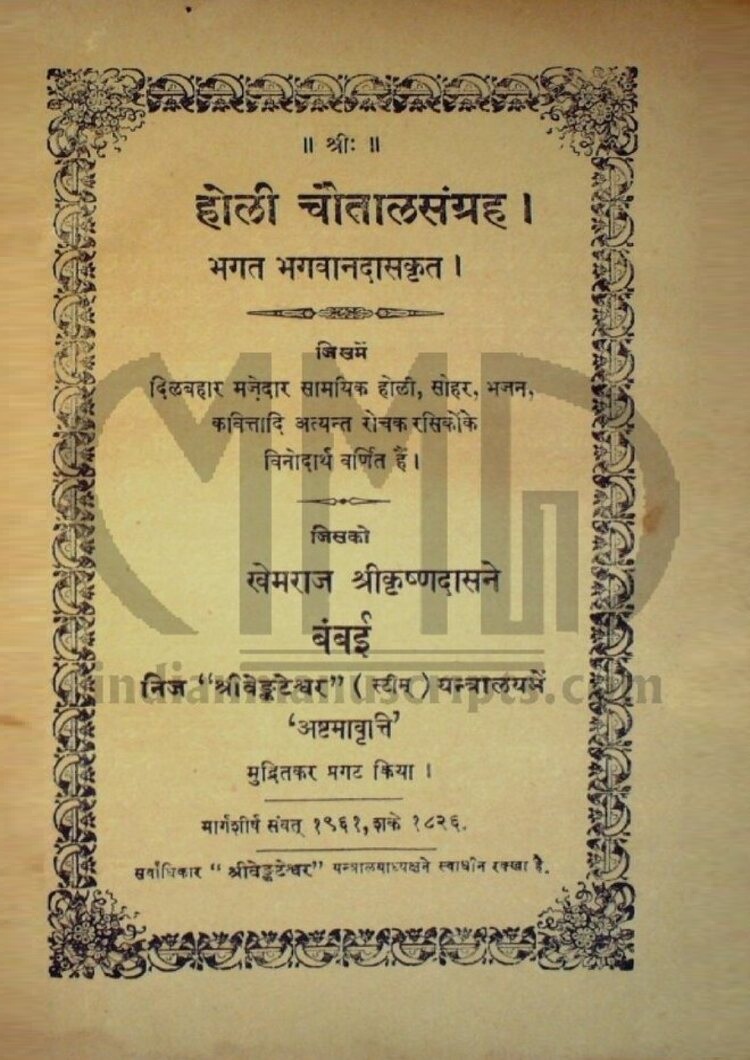 ॥ श्रीः ॥
होली चौतालसंग्रह ।
भगत भगवानदासकृत ।
जिसमें
दिलबहार मज़ेदार सामयिक होली, सोहर, भजन,
कवित्तादि अत्यन्त रोचक रसिकोंके
विनोदार्थ वर्णित हैं ।
जिसको
खेमराज श्रीकृष्णदासने
बंबई
निज “श्रीवेङ्कटेश्वर” ( स्टीम् ) यन्त्रालयमें
‘अष्टमावृत्ति’
मुद्रितकर प्रगट किया ।
मार्गशीर्ष संवत् १९६१, शके १८२६.
सर्वाधिकार “ श्रीवेङ्कटेश्वर” यन्त्रालयाध्यक्षने स्वाधीन रक्खा है.
indianmanuscripts.com